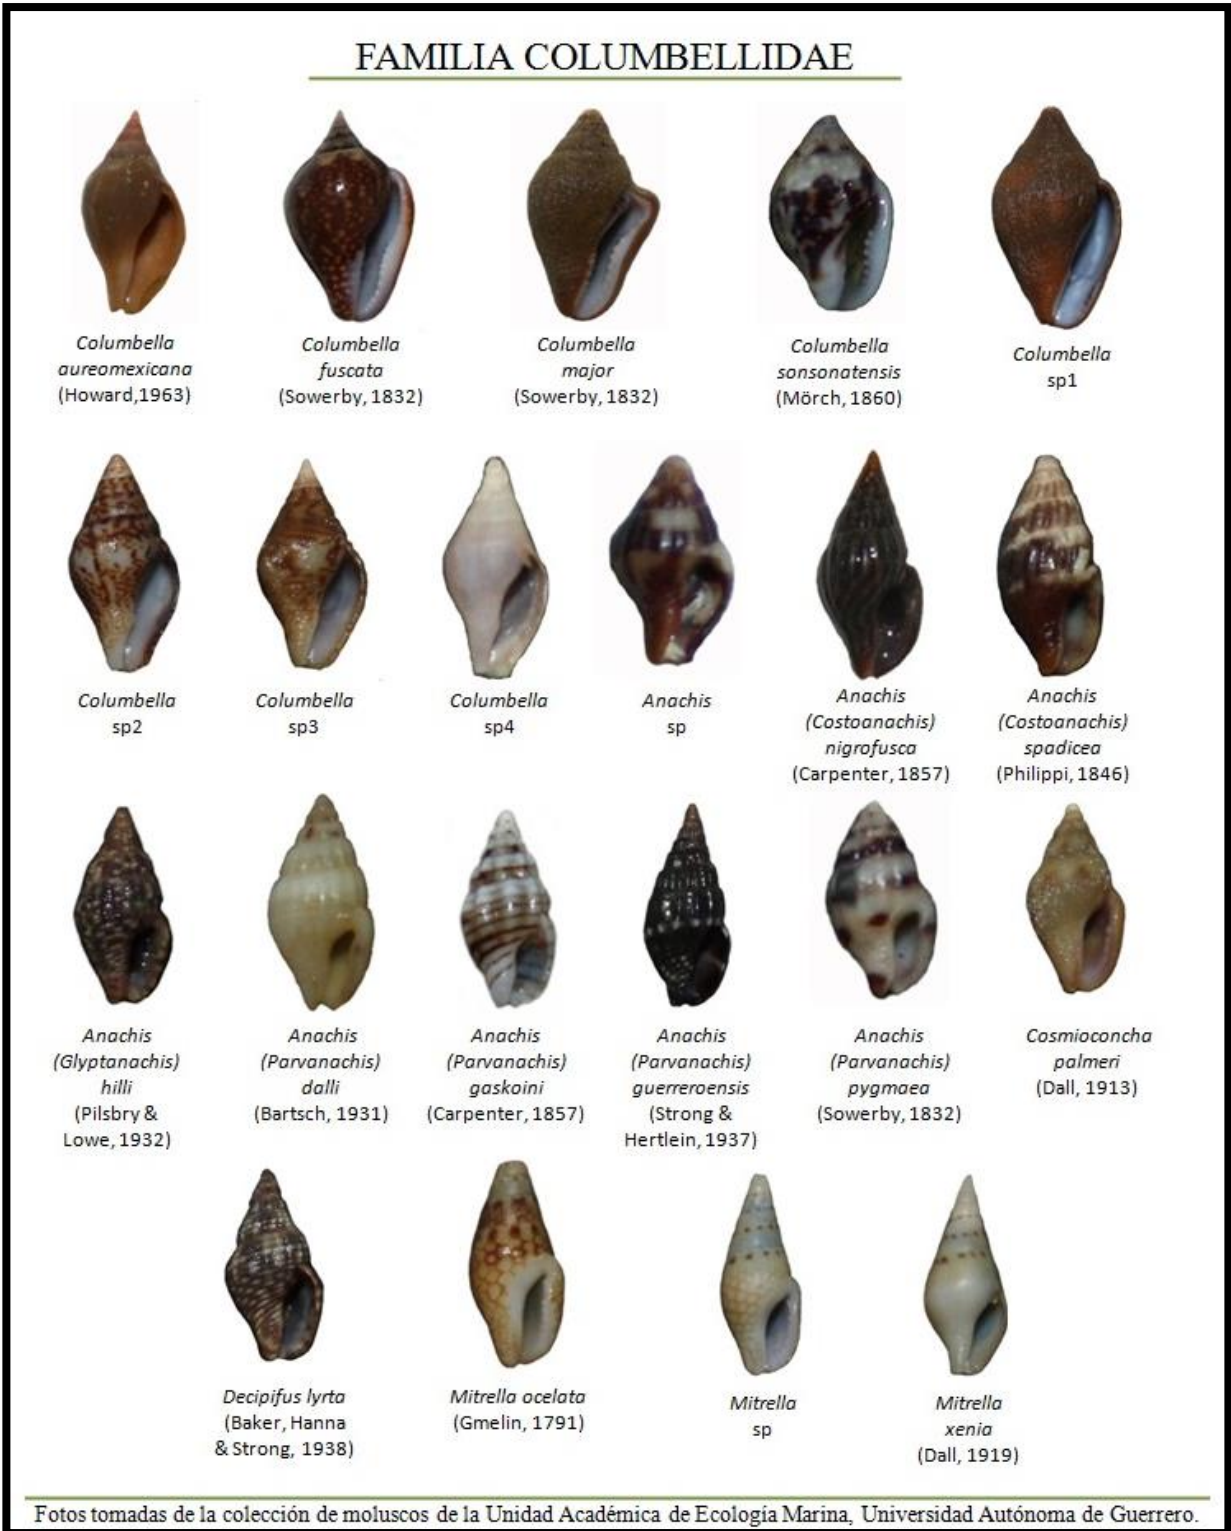 FAMILIA COLUMBELLIDAE
Columbella
aureomexicana
(Howard,1963)
Columbella
fuscata
(Sowerby, 1832)
Columbella
major
(Sowerby, 1832)
Columbella
sonsonatensis
(Mörch, 1860)
Columbella
sp1
Columbella
sp2
Columbella
sp3
Columbella
sp4
Anachis
sp
Anachis
(Costoanachis)
nigrofusca
(Carpenter, 1857)
Anachis
(Costoanachis)
spadicea
(Philippi, 1846)
Anachis
(Glyptanachis)
hilli
(Pilsbry &
Lowe, 1932)
Anachis
(Parvanachis)
dalli
(Bartsch, 1931)
Anachis
(Parvanachis)
gaskoini
(Carpenter, 1857)
Anachis
(Parvanachis)
guerreroensis
(Strong &
Hertlein, 1937)
Anachis
(Parvanachis)
pygmaea
(Sowerby, 1832)
Cosmioconcha
palmeri
(Dall, 1913)
Decipifus lyrta
(Baker, Hanna
& Strong, 1938)
Mitrella ocelata
(Gmelin, 1791)
Mitrella
sp
Mitrella
xenia
(Dall, 1919)
Fotos tomadas de la colección de moluscos de la Unidad Académica de Ecología Marina, Universidad Autónoma de Guerrero.